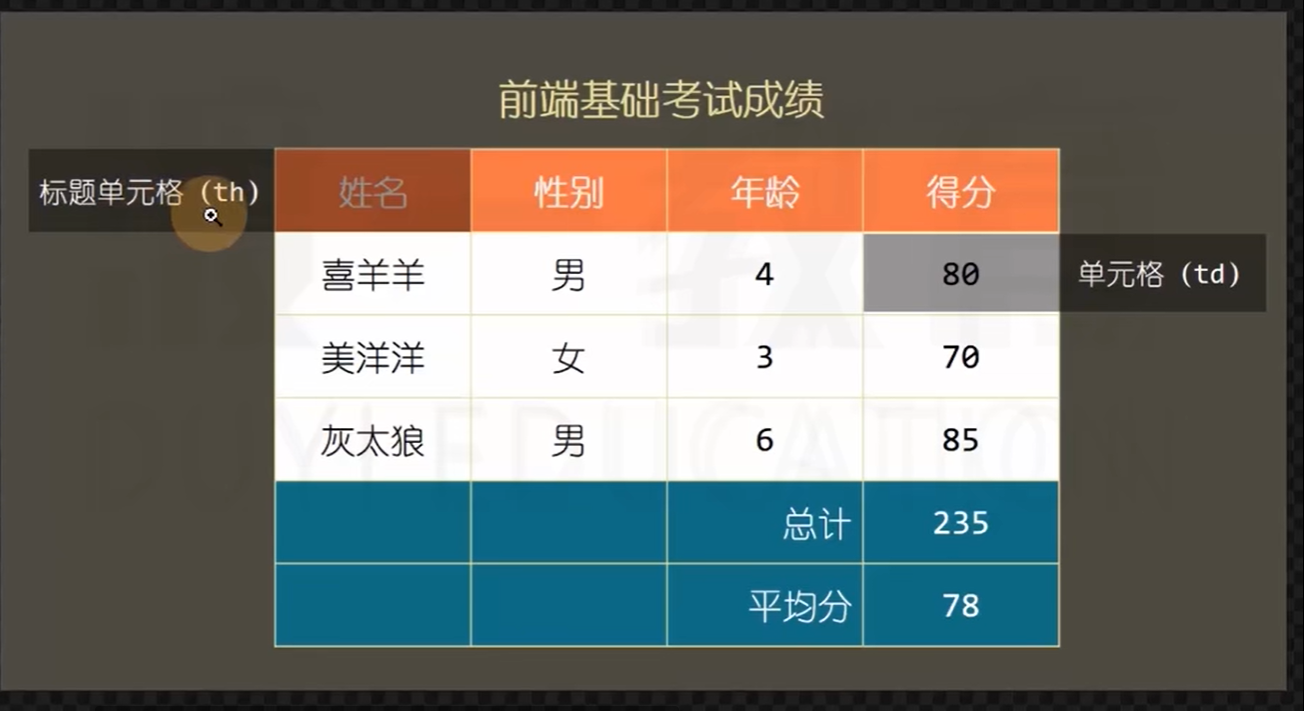 前端基础考试成绩
标题单元格 (th)
姓名 性别 年龄 得分
喜羊羊 男 4 80
单元格 (td)
美洋洋 女 3 70
灰太狼 男 6 85
总计 235
平均分 78
DUYI EDUCATION